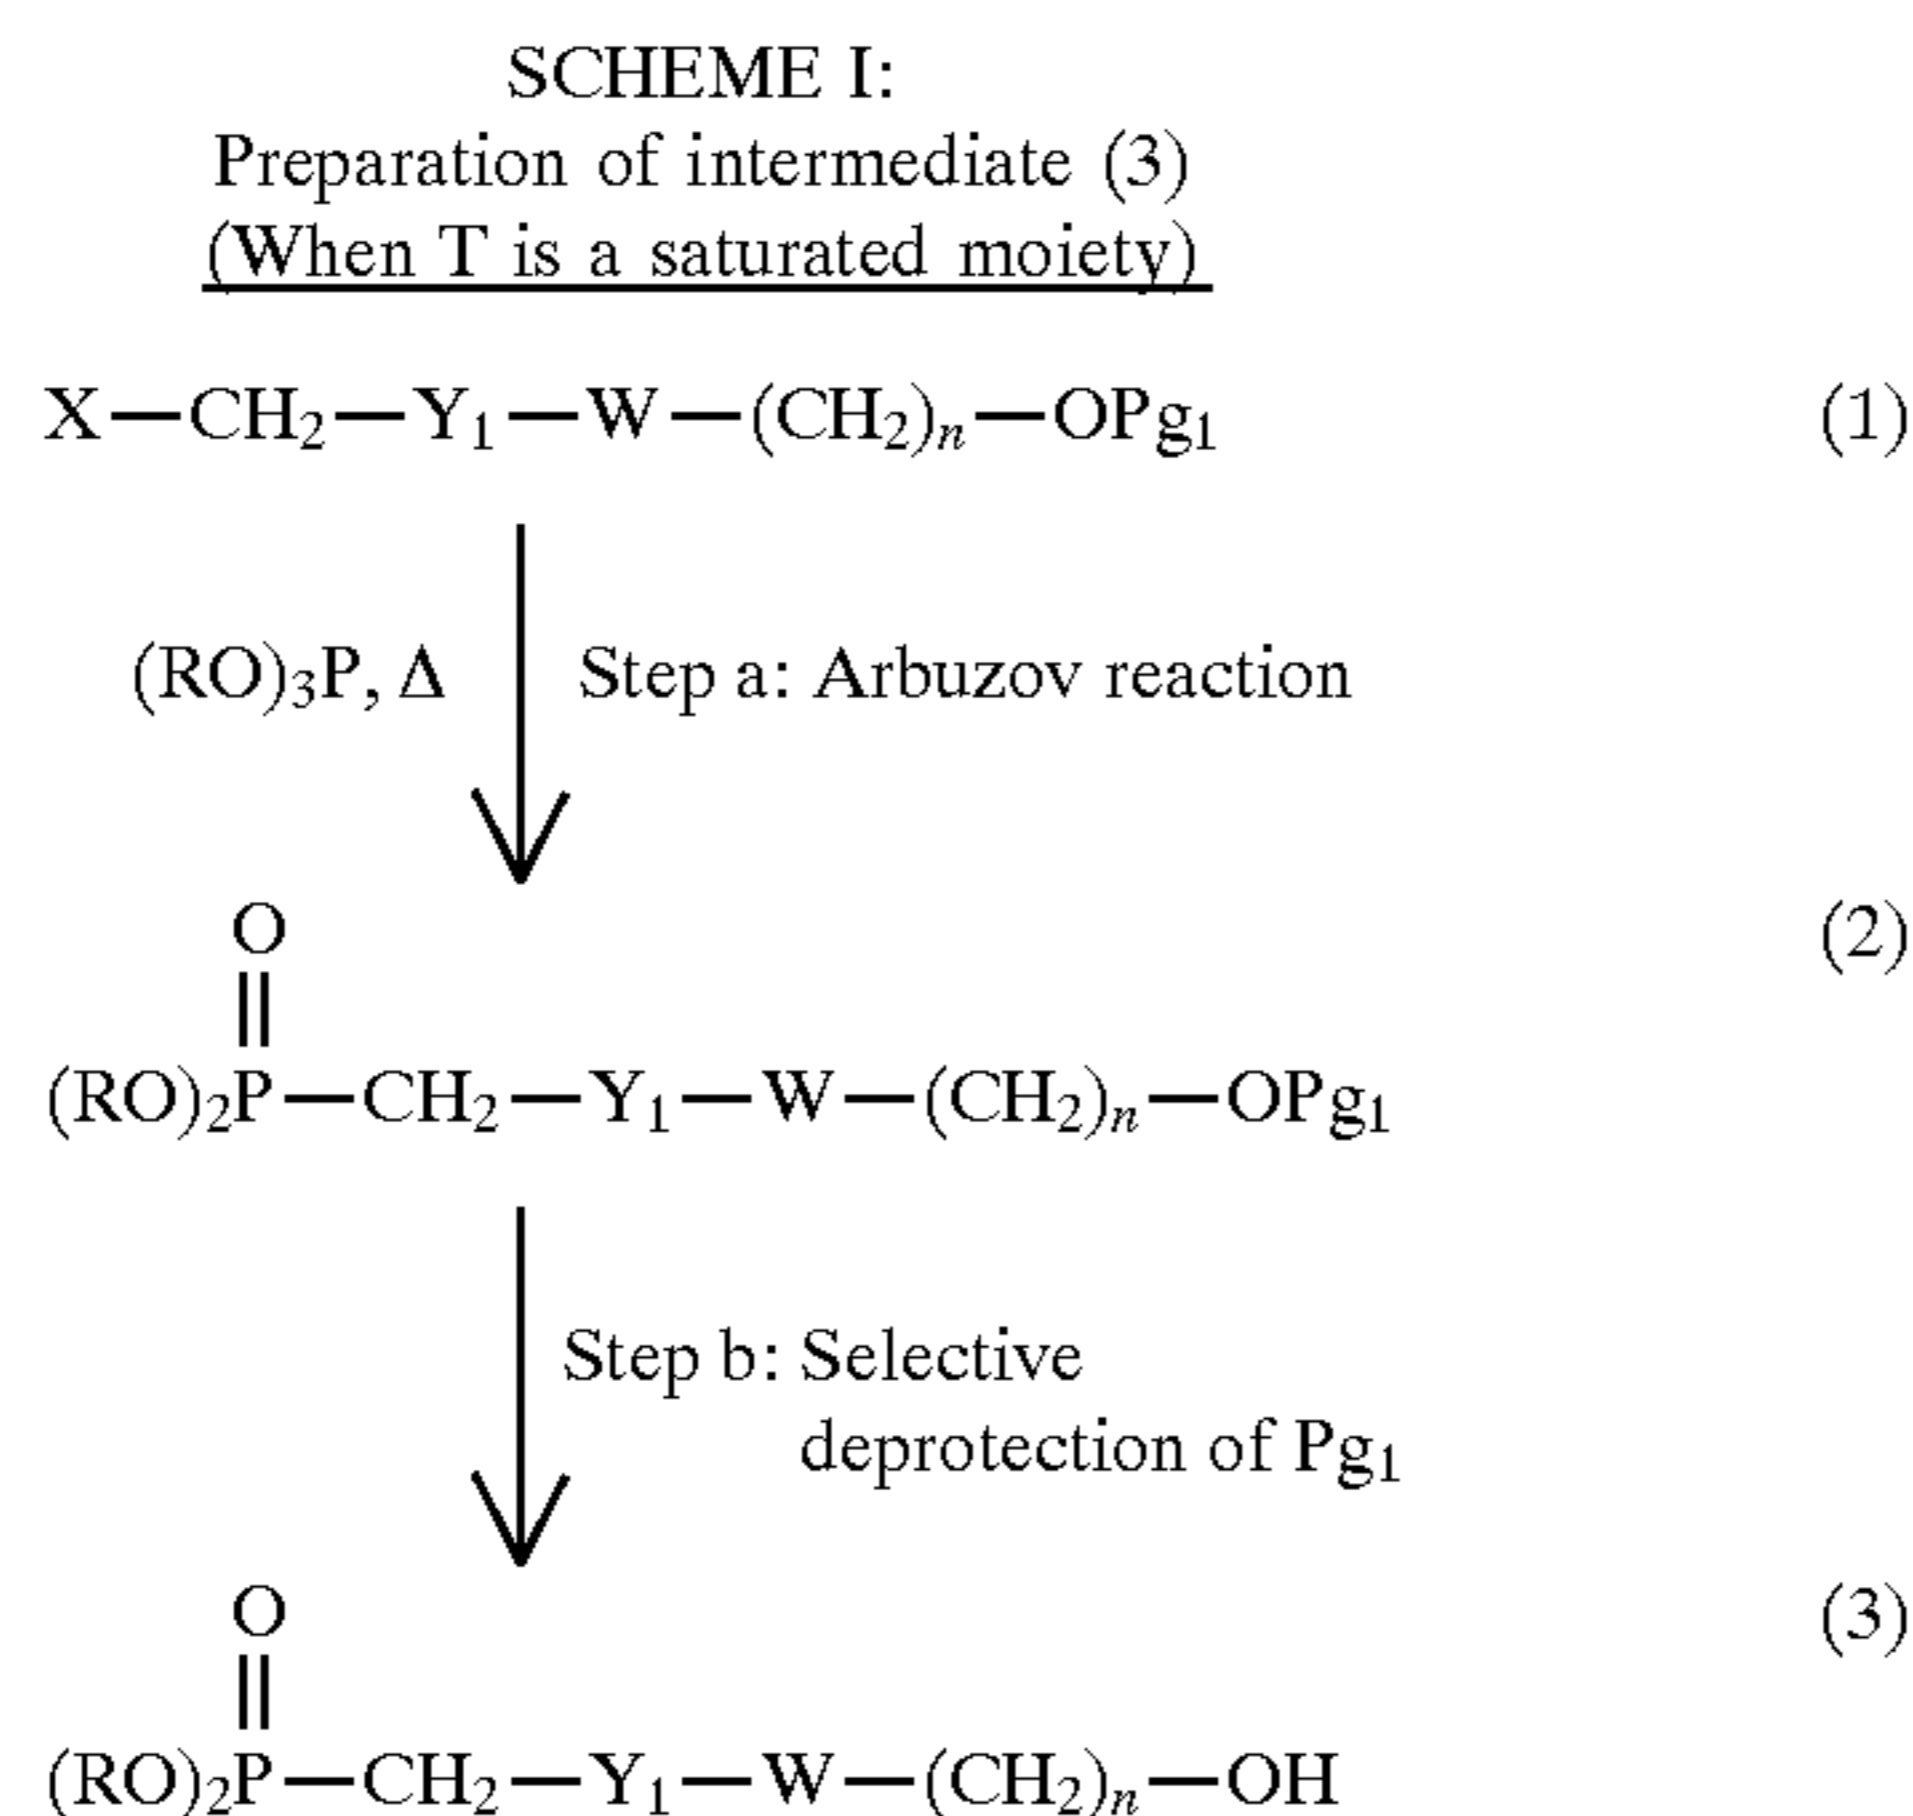 SCHEME I:
Preparation of intermediate (3)
(When T is a saturated moiety)
X—CH₂—Y₁—W—(CH₂)ₙ—OPg₁ (1)
(RO)₃P, Δ Step a: Arbuzov reaction
O (2)
(RO)₂P—CH₂—Y₁—W—(CH₂)ₙ—OPg₁
Step b: Selective
deprotection of Pg₁
O (3)
(RO)₂P—CH₂—Y₁—W—(CH₂)ₙ—OH